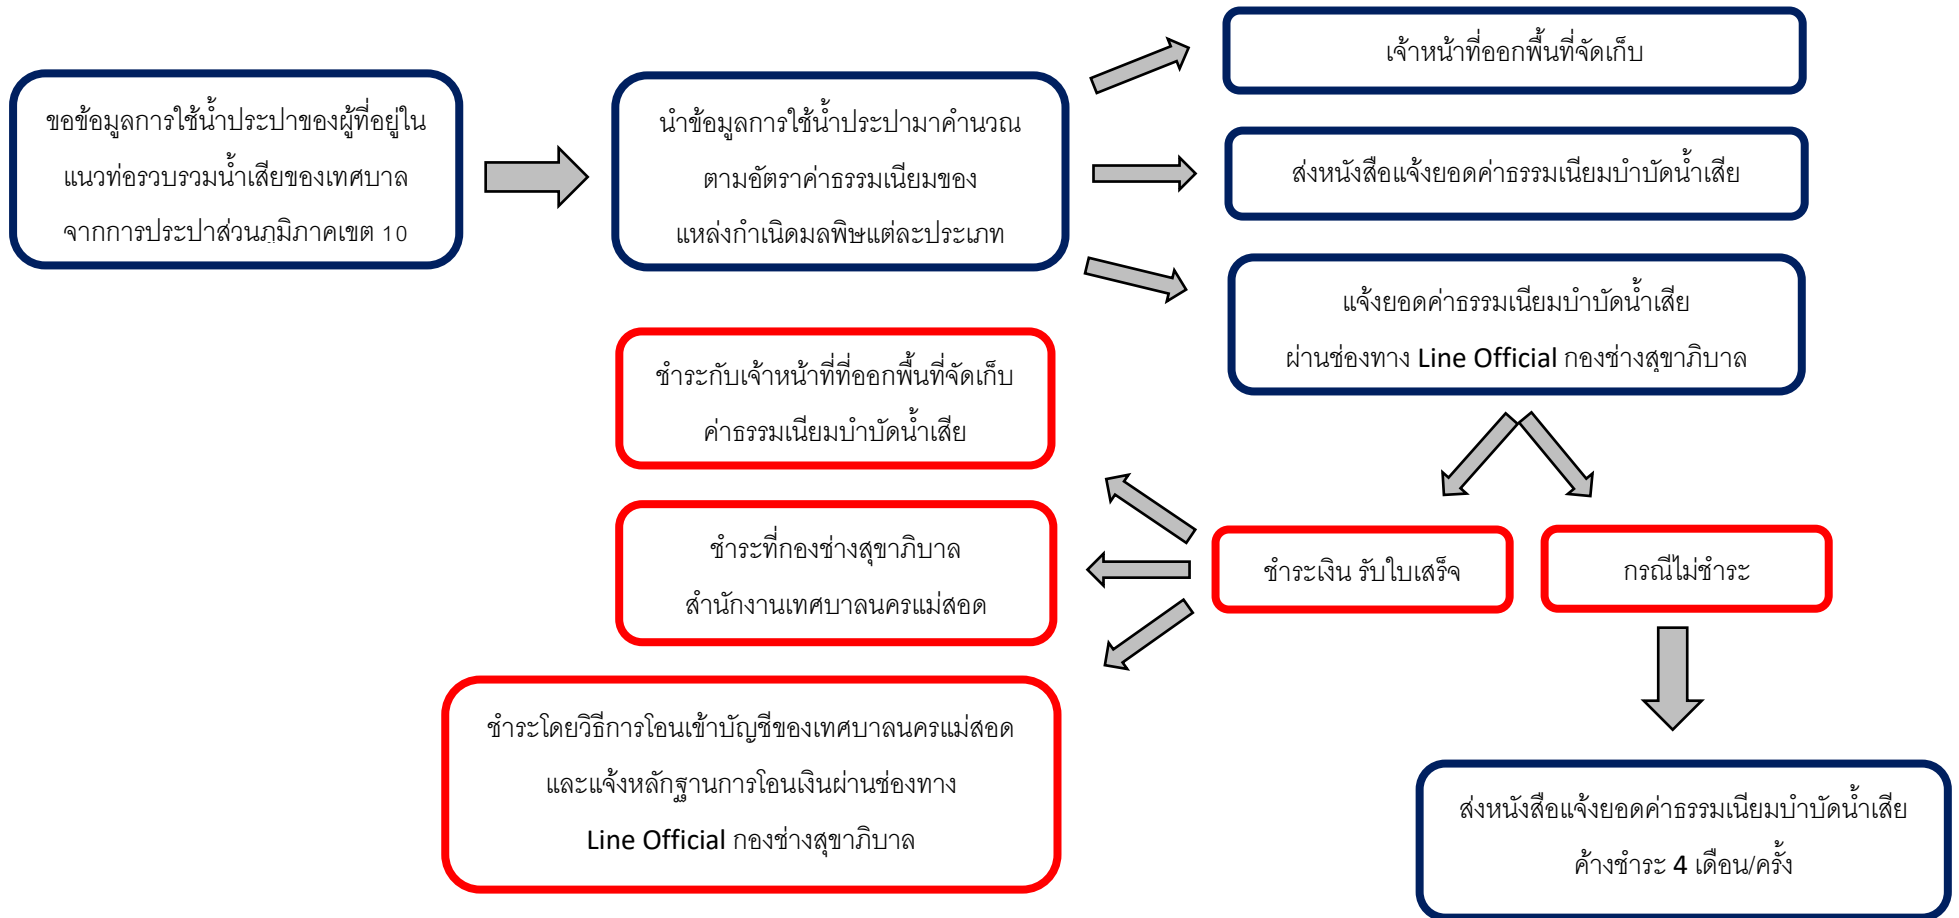 ขอข้อมูลการใช้น้ำประปาของผู้ที่อยู่ใน
แนวท่อรวบรวมน้ำเสียของเทศบาล
จากการประปาส่วนภูมิภาคเขต 10
นำข้อมูลการใช้น้ำประปามาคำนวณ
ตามอัตราค่าธรรมเนียมของ
แหล่งกำเนิดมลพิษแต่ละประเภท
เจ้าหน้าที่ออกพื้นที่จัดเก็บ
ส่งหนังสือแจ้งยอดค่าธรรมเนียมบำบัดน้ำเสีย
แจ้งยอดค่าธรรมเนียมบำบัดน้ำเสีย
ผ่านช่องทาง Line Official กองช่างสุขาภิบาล
ชำระเงิน รับใบเสร็จ
กรณีไม่ชำระ
ชำระกับเจ้าหน้าที่ที่ออกพื้นที่จัดเก็บ
ค่าธรรมเนียมบำบัดน้ำเสีย
ชำระที่กองช่างสุขาภิบาล
สำนักงานเทศบาลนครแม่สอด
ชำระโดยวิธีการโอนเข้าบัญชีของเทศบาลนครแม่สอด
และแจ้งหลักฐานการโอนเงินผ่านช่องทาง
Line Official กองช่างสุขาภิบาล
ส่งหนังสือแจ้งยอดค่าธรรมเนียมบำบัดน้ำเสีย
ค้างชำระ 4 เดือน/ครั้ง